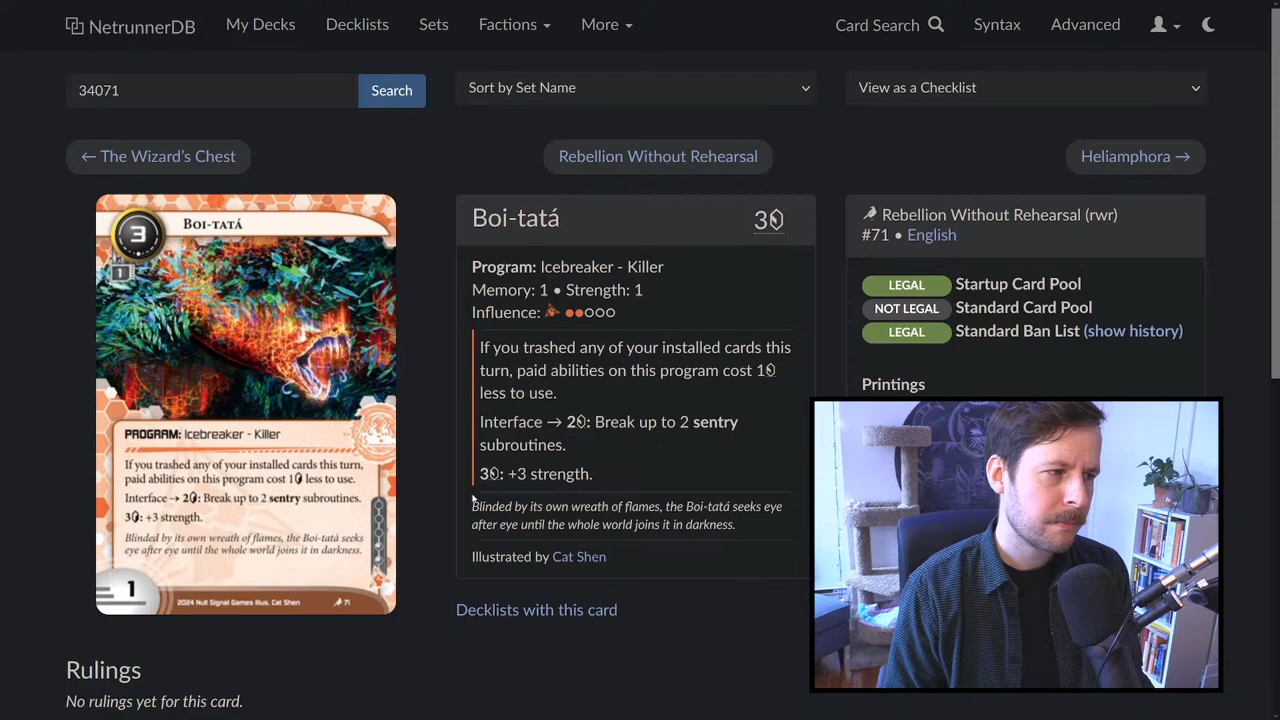 NetrunnerDB My Decks Decklists Sets Factions More Card Search Syntax Advanced
34071 Search Sort by Set Name View as a Checklist
← The Wizard's Chest Rebellion Without Rehearsal Heliamphora →
3
BOI-TATÁ
1
PROGRAM: Icebreaker - Killer
If you trashed any of your installed cards this turn,
paid abilities on this program cost 1 less to use.
Interface → 2: Break up to 2 sentry subroutines.
3: +3 strength.
Blinded by its own wreath of flames, the Boi-tatá seeks
eye after eye until the whole world joins it in darkness.
1
2024 Null Signal Games Illus. Cat Shen 71
Boi-tatá 3
Program: Icebreaker - Killer
Memory: 1 • Strength: 1
Influence:
If you trashed any of your installed cards this
turn, paid abilities on this program cost 1
less to use.
Interface → 2: Break up to 2 sentry
subroutines.
3: +3 strength.
Blinded by its own wreath of flames, the Boi-tatá seeks eye
after eye until the whole world joins it in darkness.
Illustrated by Cat Shen
Decklists with this card
Rebellion Without Rehearsal (rwr)
#71 • English
LEGAL Startup Card Pool
NOT LEGAL Standard Card Pool
LEGAL Standard Ban List (show history)
Printings
Rulings
No rulings yet for this card.